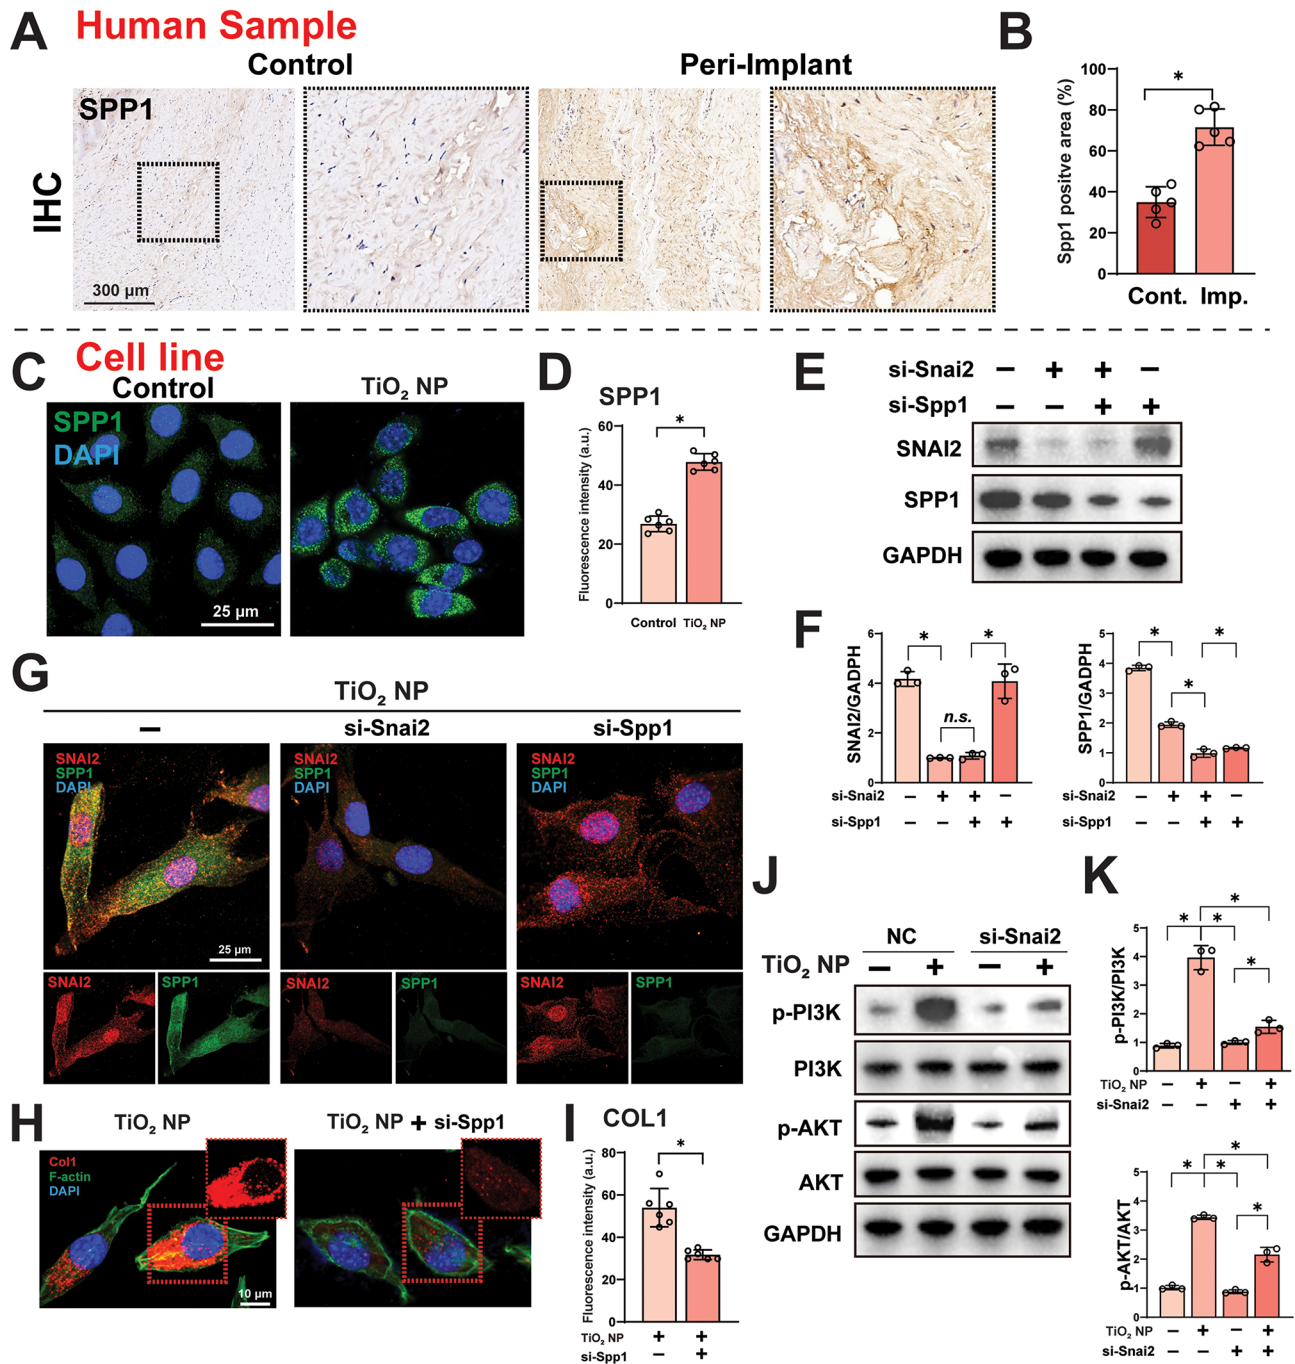 A Human Sample
Control
Peri-Implant
IHC
SPP1
300 µm
B
Spp1 positve area (%)
100
80
60
40
20
0
*
Cont. Imp.
C Cell line
Control
TiO₂ NP
SPP1
DAPI
25 µm
D
SPP1
Fluorescence intensity (a.u.)
60
40
20
0
*
Control TiO₂ NP
E
si-Snai2 − + + −
si-Spp1 − − + +
SNAI2
SPP1
GAPDH
F
SNAI2/GADPH
6
4
2
0
* *
n.s.
si-Snai2 − + + −
si-Spp1 − − + +
SPP1/GADPH
5
4
3
2
1
0
* *
*
si-Snai2 − + + −
si-Spp1 − − + +
G
TiO₂ NP
− si-Snai2 si-Spp1
SNAI2
SPP1
DAPI
25 µm
SNAI2
SPP1
DAPI
SNAI2
SPP1
DAPI
SNAI2 SPP1 SNAI2 SPP1 SNAI2 SPP1
H
TiO₂ NP
TiO₂ NP + si-Spp1
Col1
F-actin
DAPI
10 µm
I COL1
Fluorescence intensity (a.u.)
80
60
40
20
0
*
TiO₂ NP + +
si-Spp1 − +
J
NC si-Snai2
TiO₂ NP − + − +
p-PI3K
PI3K
p-AKT
AKT
GAPDH
K
p-PI3K/PI3K
5
4
3
2
1
0
*
* *
*
TiO₂ NP − + − +
si-Snai2 − − + +
p-AKT/AKT
5
4
3
2
1
0
*
* *
*
TiO₂ NP − + − +
si-Snai2 − − + +